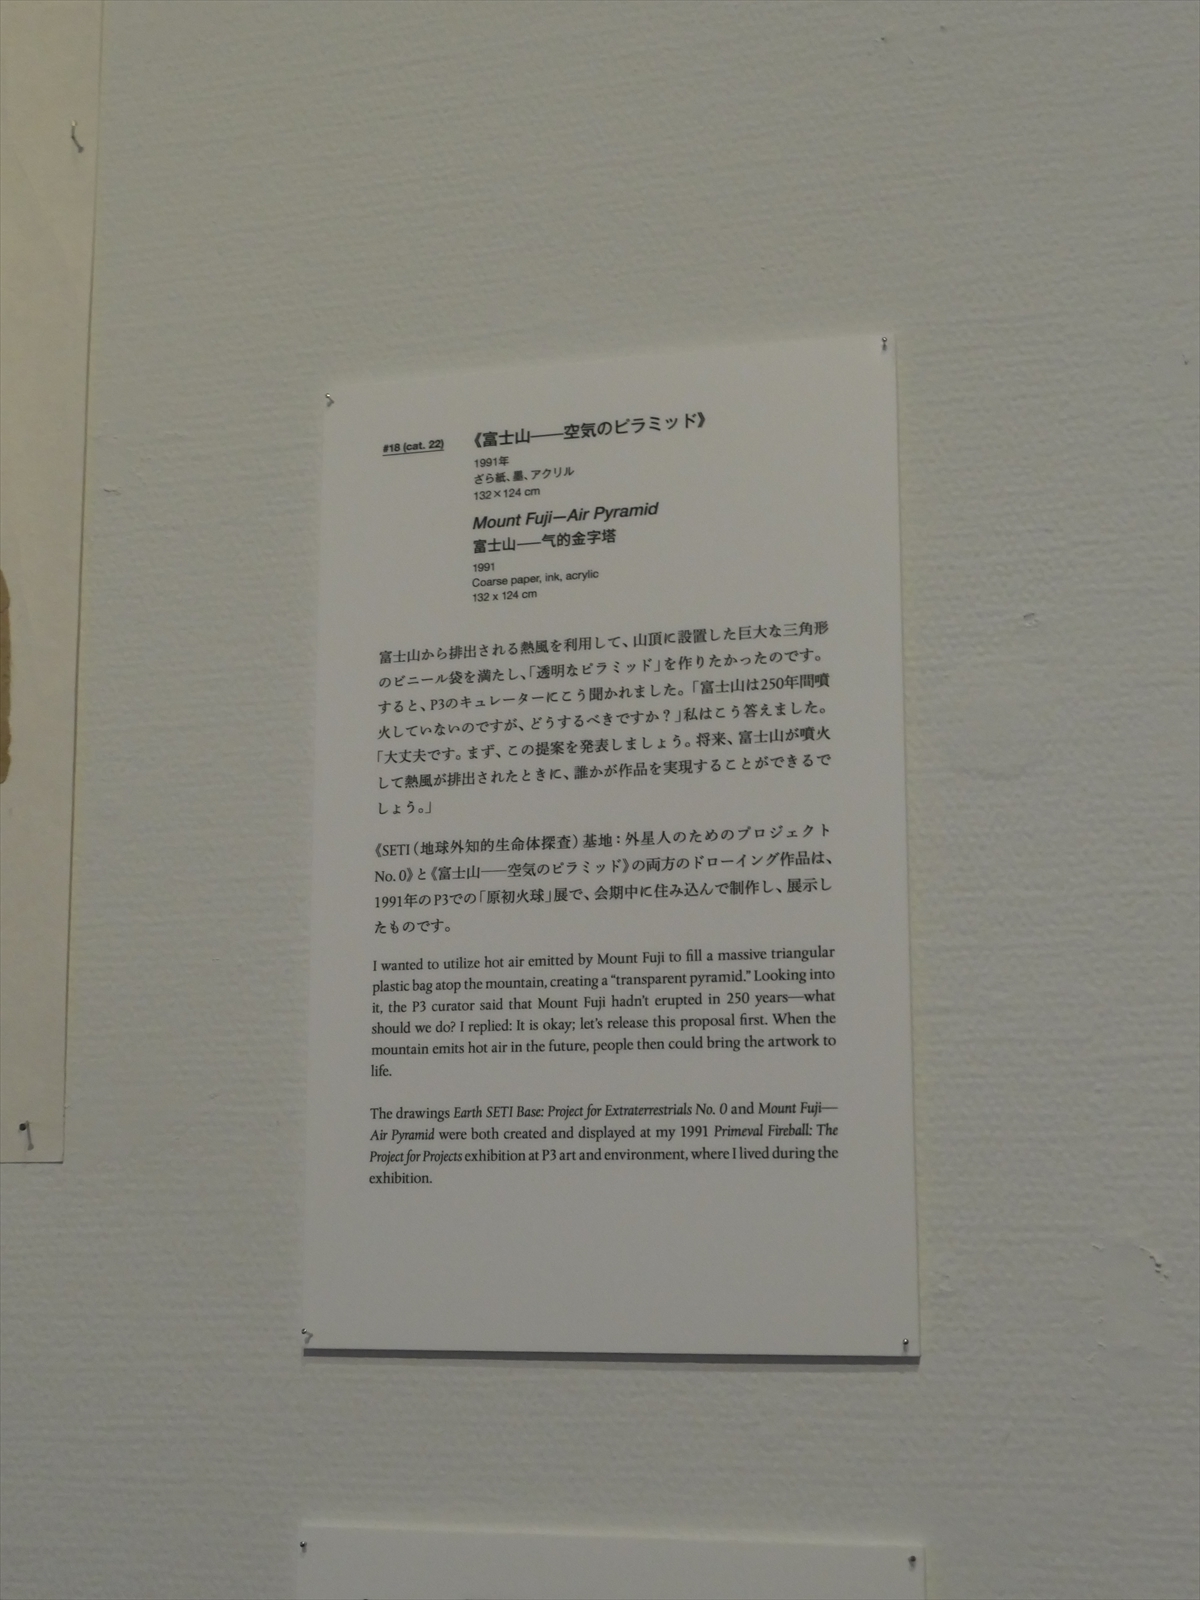 #18 (cat. 22)
《富士山——空気のピラミッド》
1991年
ざら紙、墨、アクリル
132×124 cm
Mount Fuji—Air Pyramid
富士山——气的金字塔
1991
Coarse paper, ink, acrylic
132 x 124 cm
富士山から排出される熱風を利用して、山頂に設置した巨大な三角形
のビニール袋を満たし、「透明なピラミッド」を作りたかったのです。
すると、P3のキュレーターにこう聞かれました。「富士山は250年間噴
火していないのですが、どうするべきですか？」私はこう答えました。
「大丈夫です。まず、この提案を発表しましょう。将来、富士山が噴火
して熱風が排出されたときに、誰かが作品を実現することができるで
しょう。」
《SETI（地球外知的生命体探査）基地：外星人のためのプロジェクト
No. 0》と《富士山——空気のピラミッド》の両方のドローイング作品は、
1991年のP3での「原初火球」展で、会期中に住み込んで制作し、展示し
たものです。
I wanted to utilize hot air emitted by Mount Fuji to fill a massive triangular
plastic bag atop the mountain, creating a “transparent pyramid.” Looking into
it, the P3 curator said that Mount Fuji hadn’t erupted in 250 years—what
should we do? I replied: It is okay; let’s release this proposal first. When the
mountain emits hot air in the future, people then could bring the artwork to
life.
The drawings Earth SETI Base: Project for Extraterrestrials No. 0 and Mount Fuji—
Air Pyramid were both created and displayed at my 1991 Primeval Fireball: The
Project for Projects exhibition at P3 art and environment, where I lived during the
exhibition.